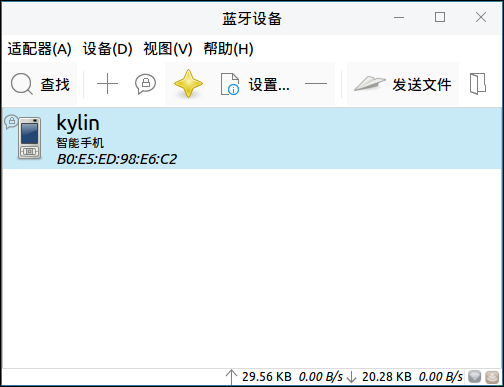 蓝牙设备
适配器(A) 设备(D) 视图(V) 帮助(H)
查找 设置... 发送文件
kylin
智能手机
B0:E5:ED:98:E6:C2
29.56 KB 0.00 B/s 20.28 KB 0.00 B/s